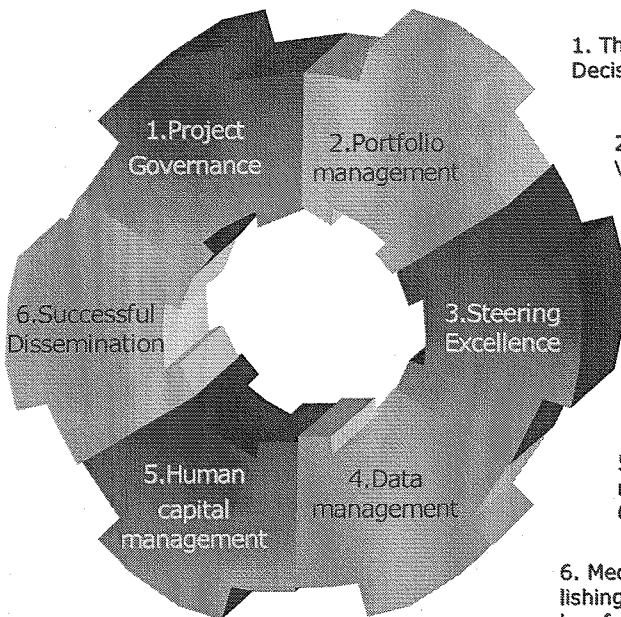 1.Project
Governance
2.Portfolio
management
3.Steering
Excellence
4.Data
management
5.Human
capital
management
6.Successful
Dissemination
1. Th
Decis
2
V
6. Med
lishing